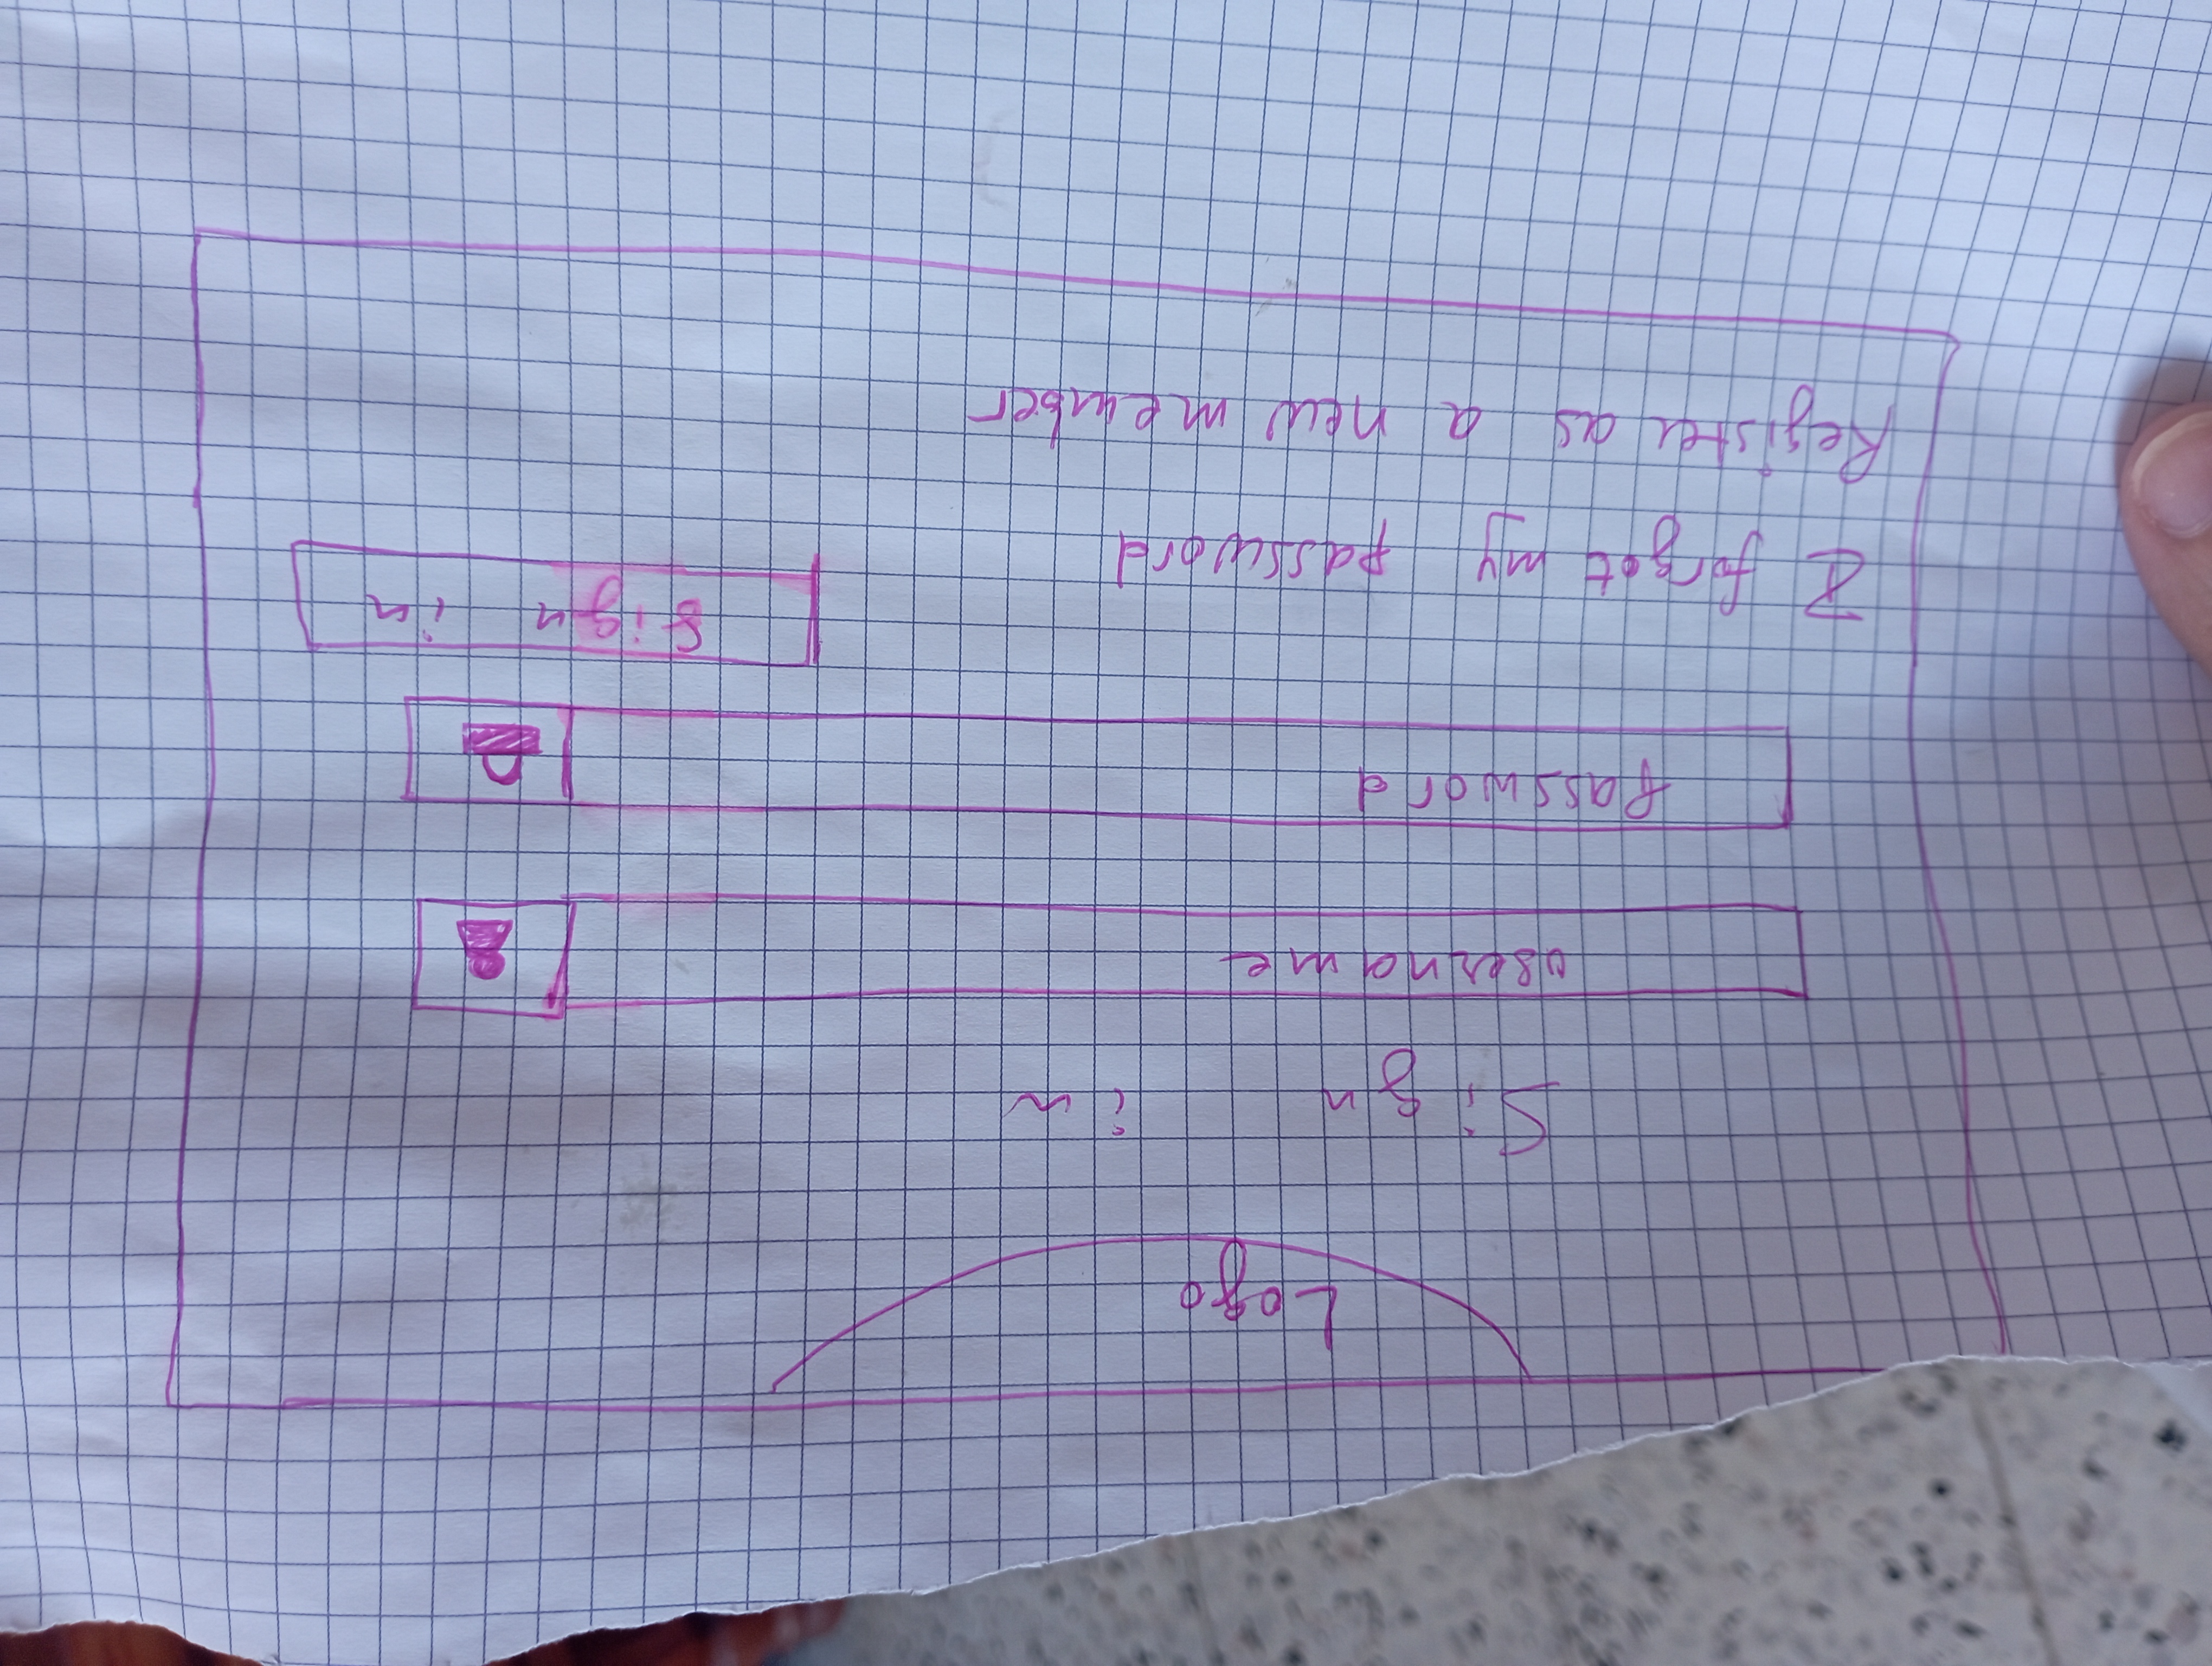 Logo
Sign in
username
Password
Sign in
I forgot my password
Register as a new member